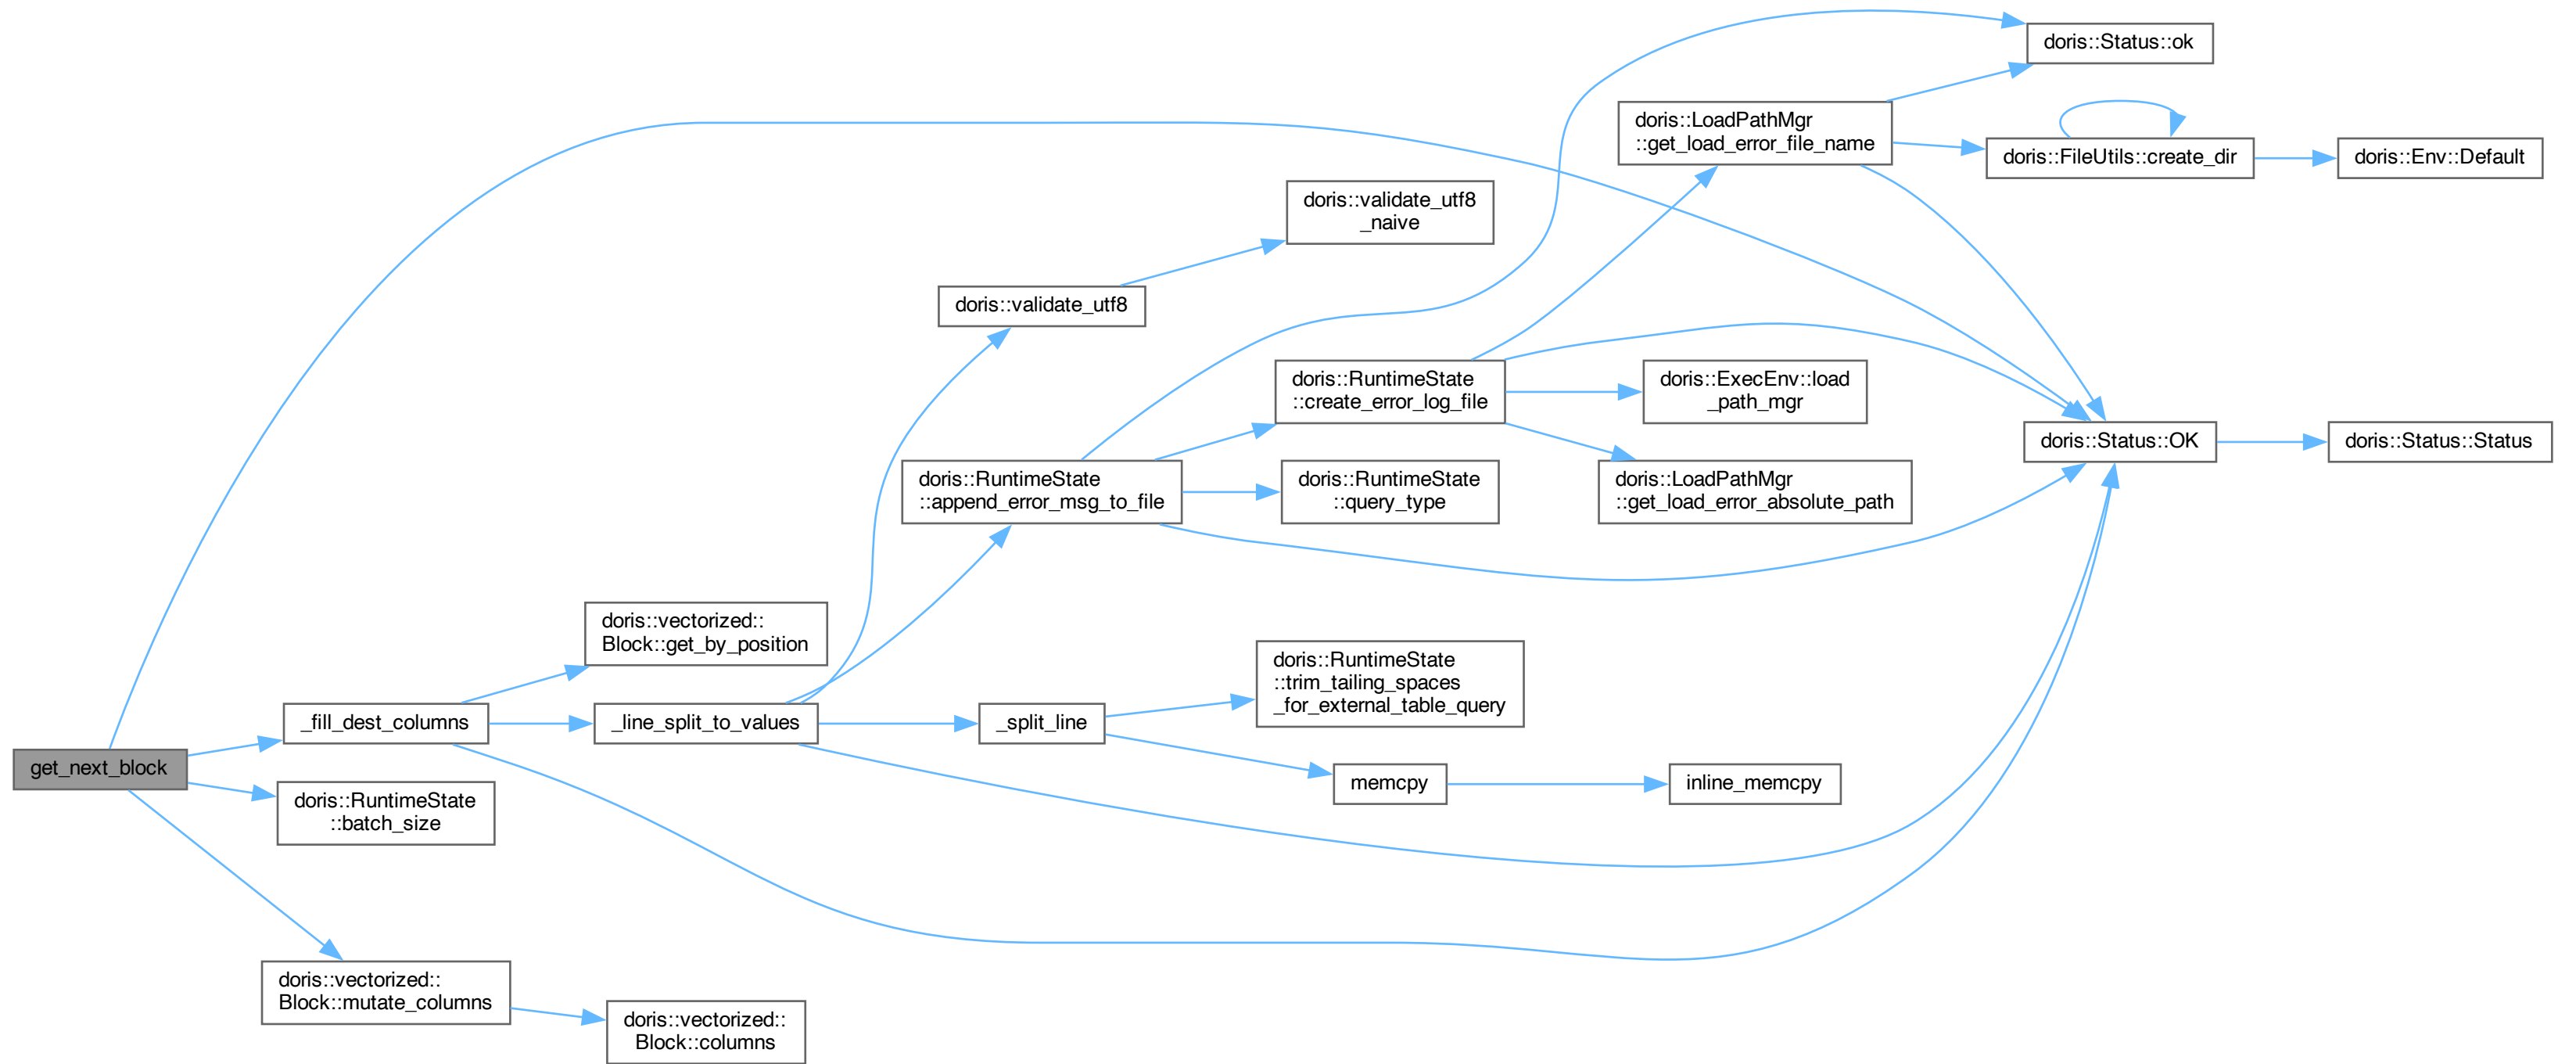 get_next_block
_fill_dest_columns
doris::RuntimeState
::batch_size
doris::vectorized::
Block::mutate_columns
doris::vectorized::
Block::get_by_position
_line_split_to_values
doris::vectorized::
Block::columns
doris::validate_utf8
doris::RuntimeState
::append_error_msg_to_file
_split_line
doris::validate_utf8
_naive
doris::RuntimeState
::create_error_log_file
doris::RuntimeState
::query_type
doris::RuntimeState
::trim_tailing_spaces
_for_external_table_query
memcpy
doris::LoadPathMgr
::get_load_error_file_name
doris::ExecEnv::load
_path_mgr
doris::LoadPathMgr
::get_load_error_absolute_path
inline_memcpy
doris::Status::ok
doris::FileUtils::create_dir
doris::Status::OK
doris::Env::Default
doris::Status::Status